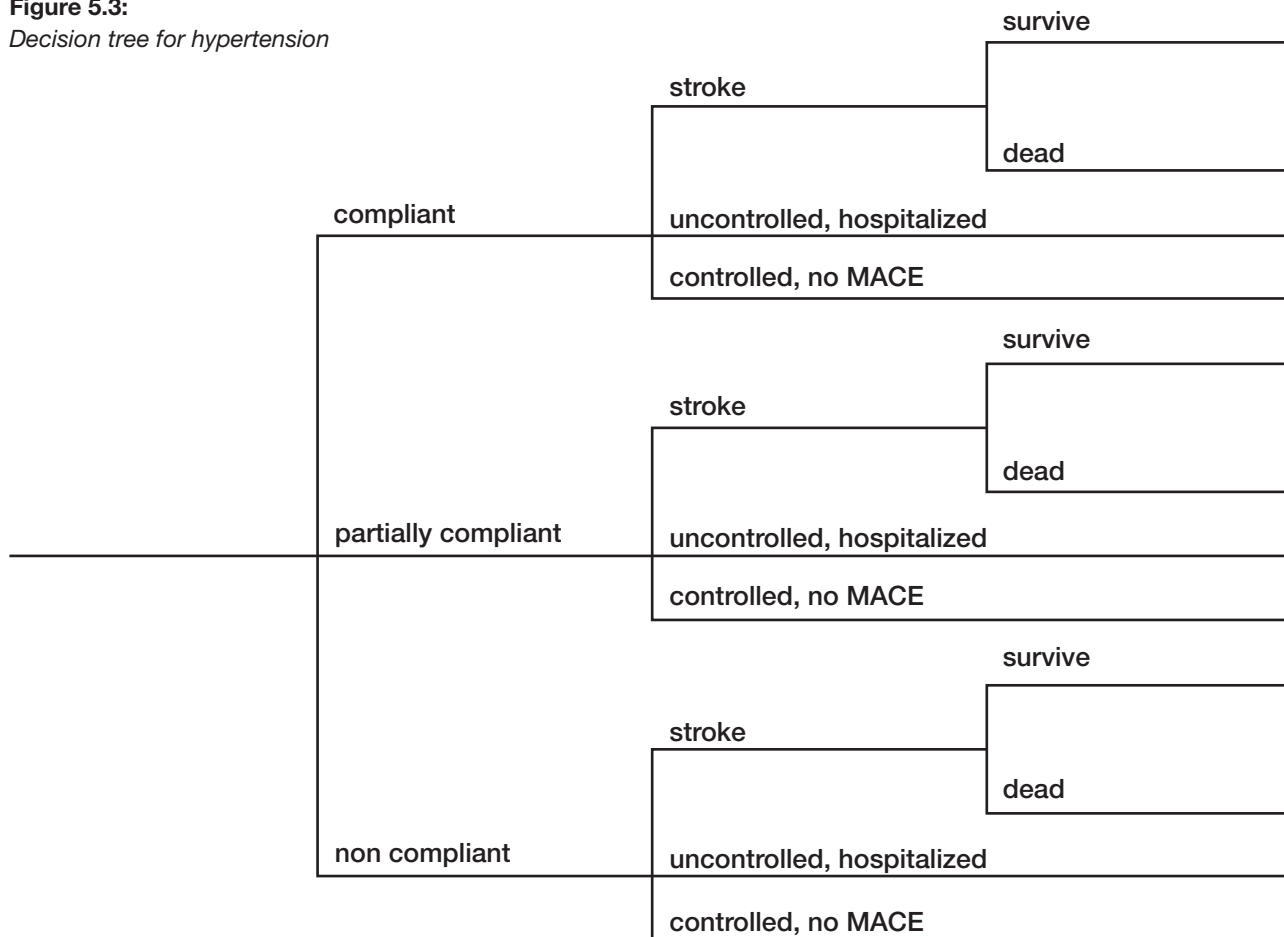 Figure 5.3:
Decision tree for hypertension
survive
stroke
dead
compliant
uncontrolled, hospitalized
controlled, no MACE
survive
stroke
dead
partially compliant
uncontrolled, hospitalized
controlled, no MACE
survive
stroke
dead
non compliant
uncontrolled, hospitalized
controlled, no MACE